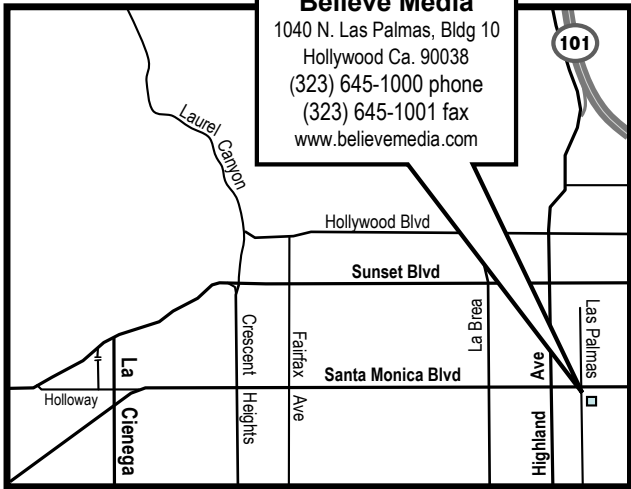 Believe Media
1040 N. Las Palmas, Bldg 10
Hollywood Ca. 90038
(323) 645-1000 phone
(323) 645-1001 fax
www.believemedia.com
101
Laurel Canyon
Hollywood Blvd
Sunset Blvd
La Cienega
Crescent Heights
Fairfax Ave
La Brea
Highland Ave
Las Palmas
Santa Monica Blvd
Holloway